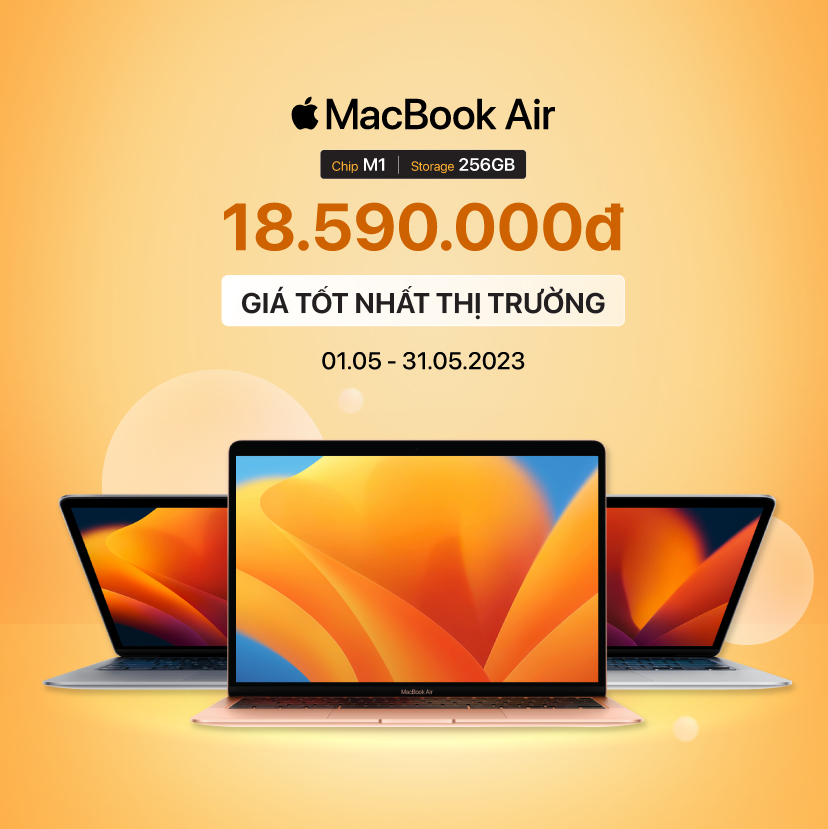 MacBook Air
Chip M1 | Storage 256GB
18.590.000đ
GIÁ TỐT NHẤT THỊ TRƯỜNG
01.05 - 31.05.2023
MacBook Air